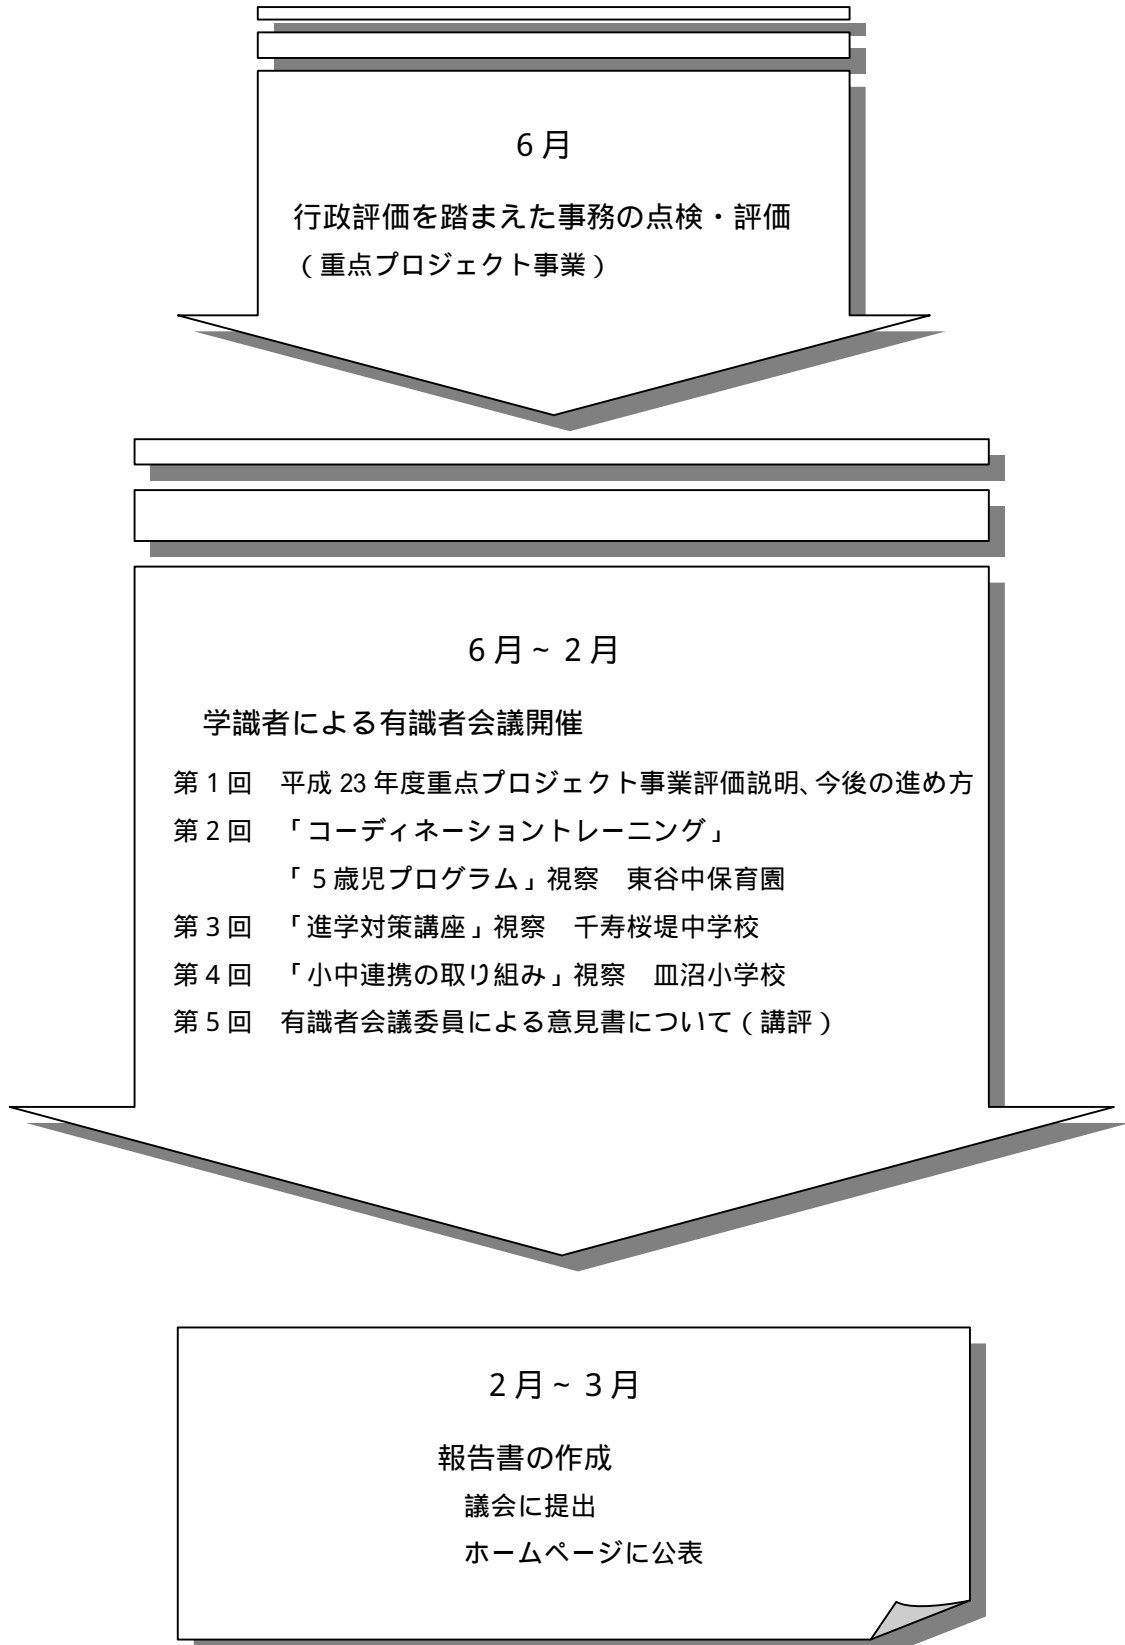 6月
行政評価を踏まえた事務の点検・評価
（重点プロジェクト事業）
6月~ 2月
学識者による有識者会議開催
第1回　平成 23 年度重点プロジェクト事業評価説明、今後の進め方
第2回　「コーディネーショントレーニング」
「5歳児プログラム」視察　東谷中保育園
第3回　「進学対策講座」視察　千寿桜堤中学校
第4回　「小中連携の取り組み」視察　皿沼小学校
第5回　有識者会議委員による意見書について（講評）
2月~ 3月
報告書の作成
議会に提出
ホームページに公表